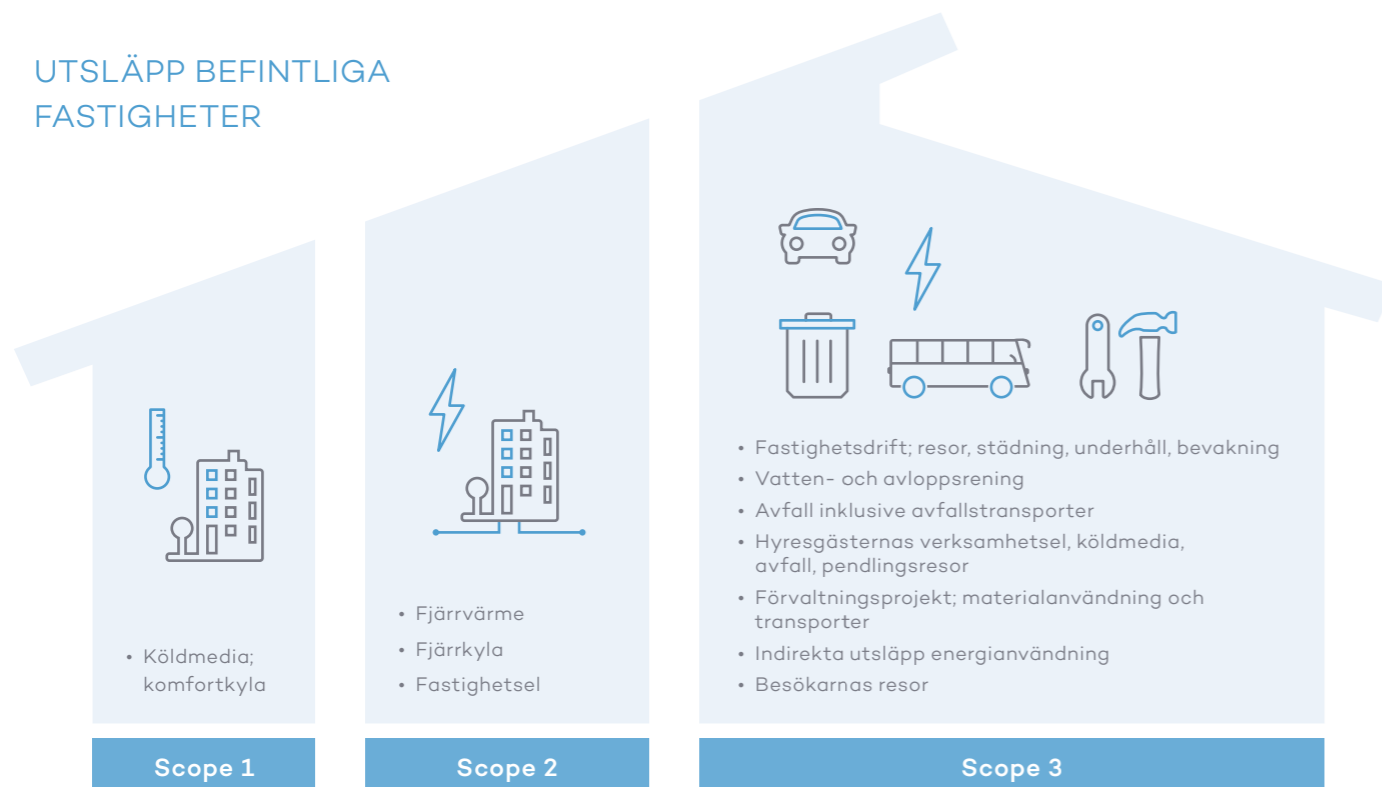 UTSLÄPP BEFINTLIGA
FASTIGHETER
• Köldmedia;
komfortkyla
Scope 1
• Fjärrvärme
• Fjärrkyla
• Fastighetsel
Scope 2
• Fastighetsdrift; resor, städning, underhåll, bevakning
• Vatten- och avloppsrening
• Avfall inklusive avfallstransporter
• Hyresgästernas verksamhetsel, köldmedia,
avfall, pendlingsresor
• Förvaltningsprojekt; materialanvändning och
transporter
• Indirekta utsläpp energianvändning
• Besökarnas resor
Scope 3